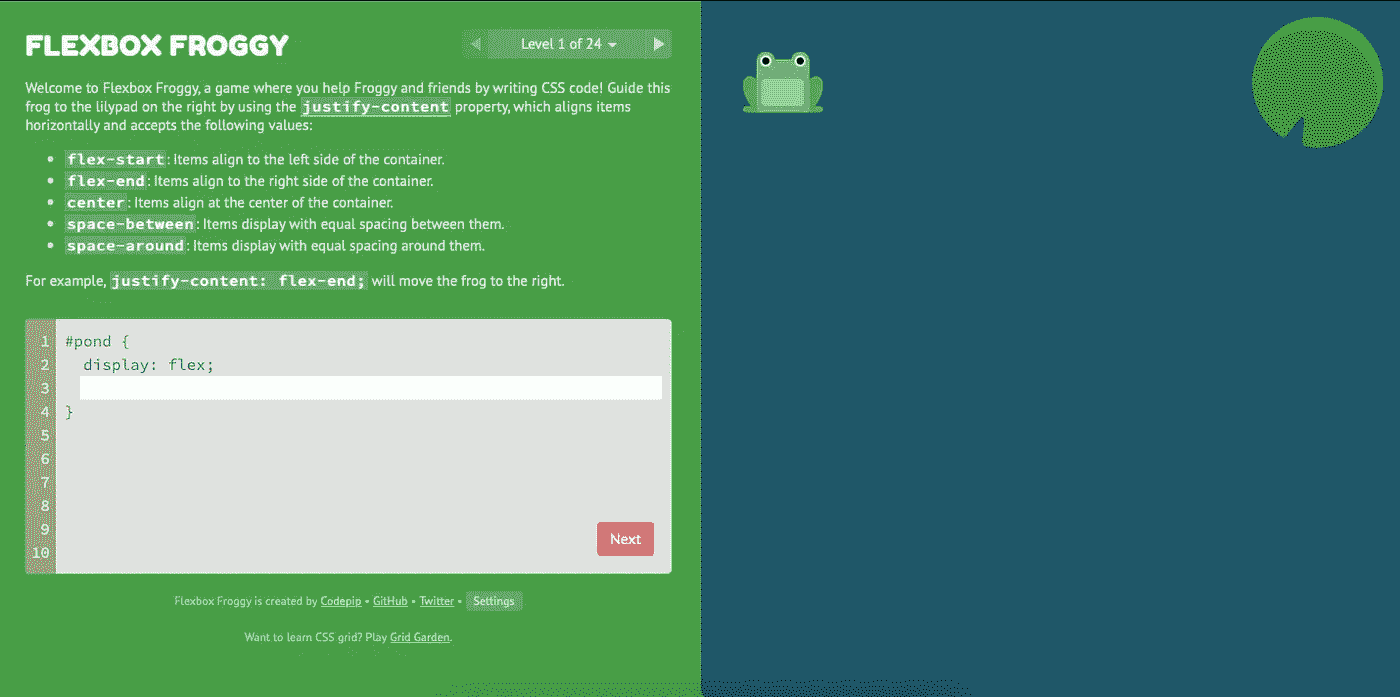 FLEXBOX FROGGY
Level 1 of 24
Welcome to Flexbox Froggy, a game where you help Froggy and friends by writing CSS code! Guide this
frog to the lilypad on the right by using the justify-content property, which aligns items
horizontally and accepts the following values:
• flex-start: Items align to the left side of the container.
• flex-end: Items align to the right side of the container.
• center: Items align at the center of the container.
• space-between: Items display with equal spacing between them.
• space-around: Items display with equal spacing around them.
For example, justify-content: flex-end; will move the frog to the right.
1 #pond {
2 display: flex;
3
4 }
5
6
7
8
9
10
Next
Flexbox Froggy is created by Codepip • GitHub • Twitter • Settings
Want to learn CSS grid? Play Grid Garden.